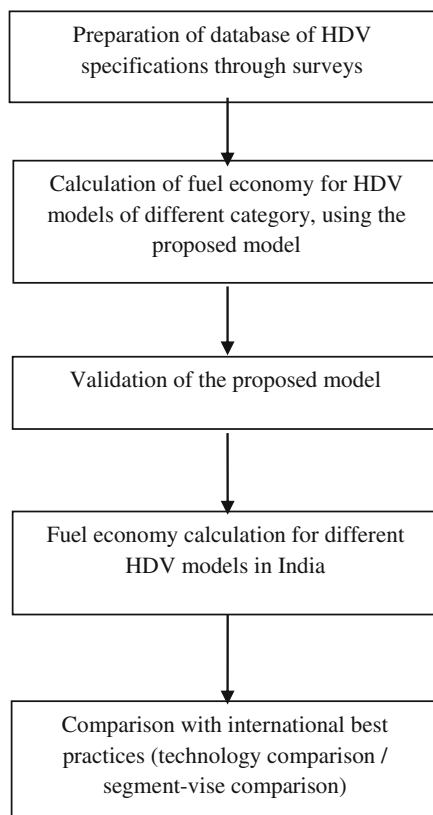 Preparation of database of HDV
specifications through surveys
Calculation of fuel economy for HDV
models of different category, using the
proposed model
Validation of the proposed model
Fuel economy calculation for different
HDV models in India
Comparison with international best
practices (technology comparison /
segment-vise comparison)